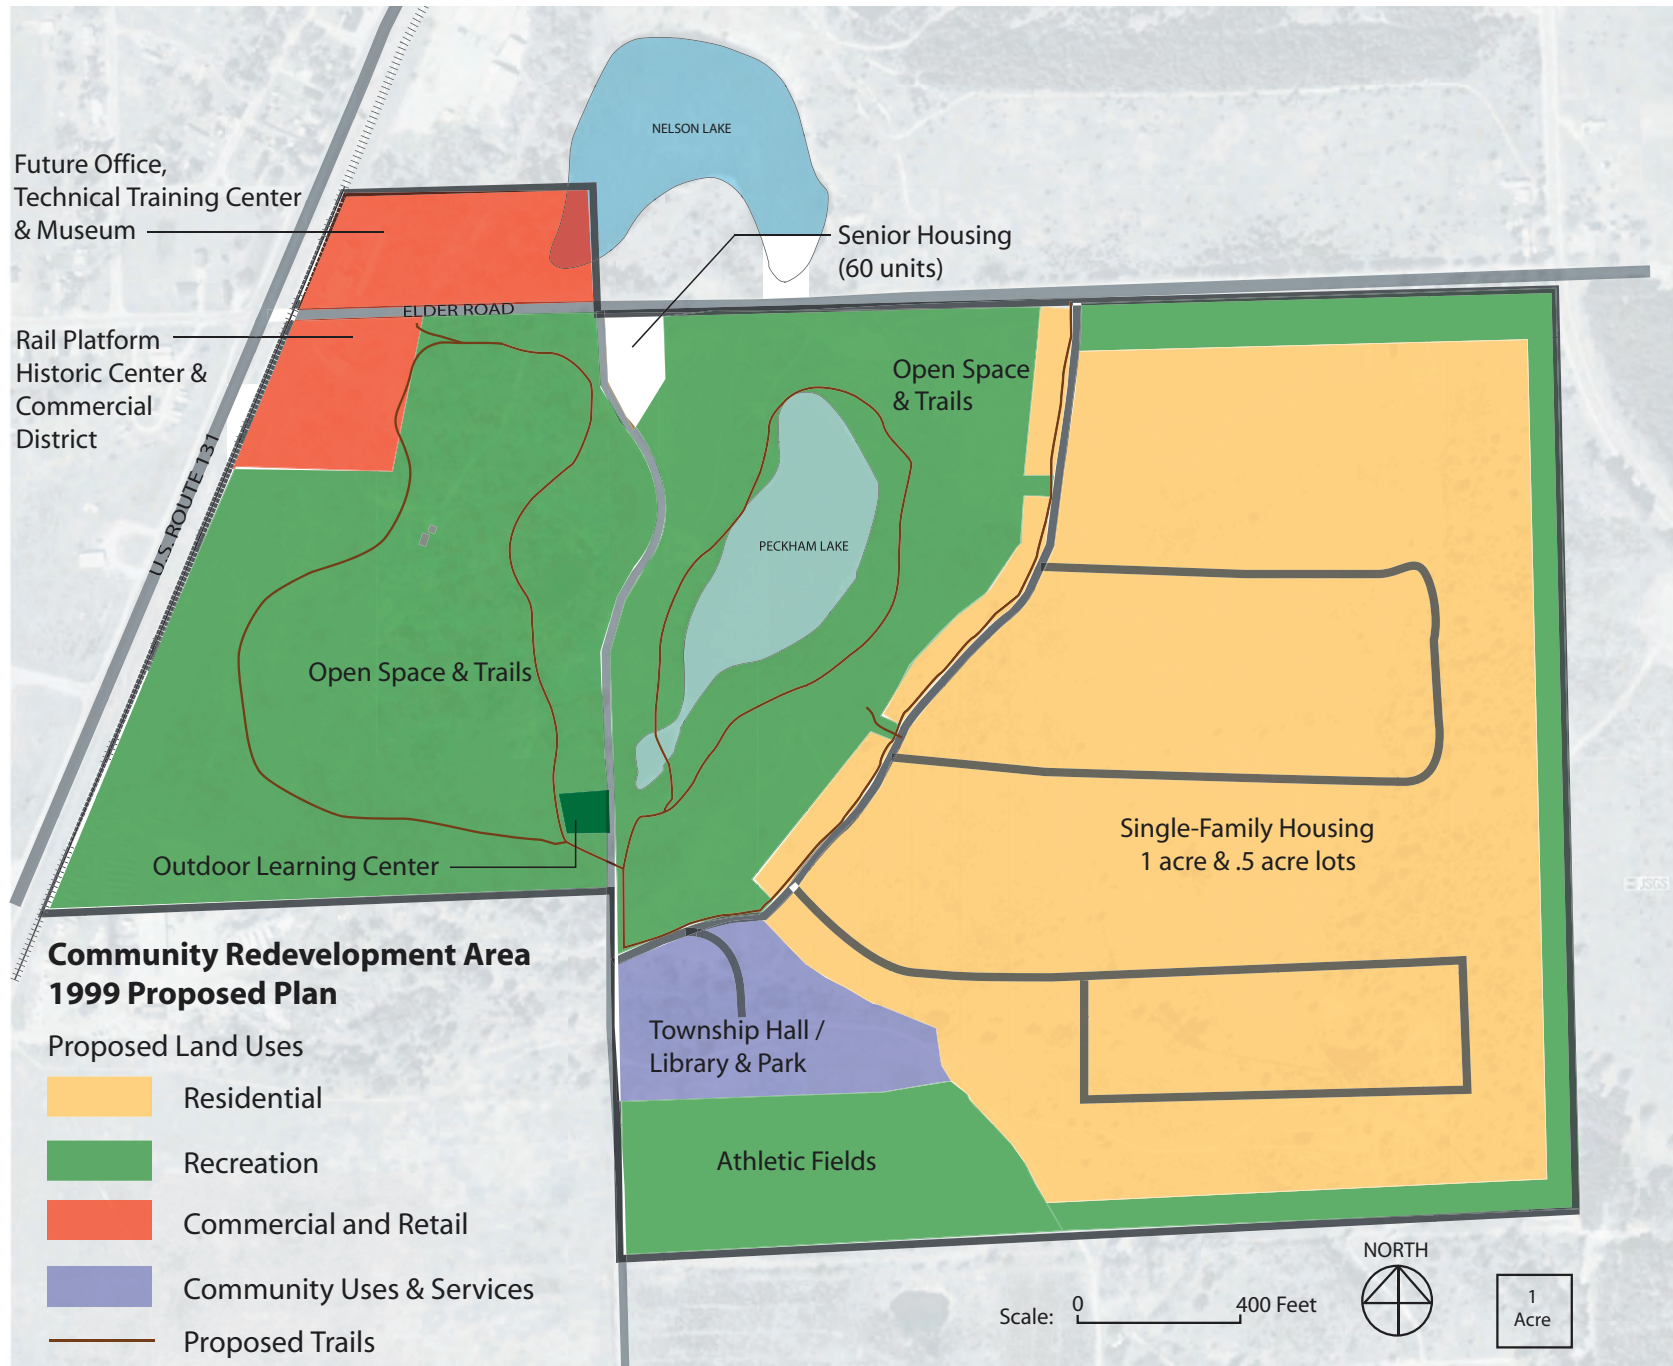 NELSON LAKE
Future Office,
Technical Training Center
& Museum
Senior Housing
(60 units)
ELDER ROAD
Rail Platform
Historic Center &
Commercial
District
Open Space
& Trails
U.S. ROUTE 131
PECKHAM LAKE
Open Space & Trails
Single-Family Housing
1 acre & .5 acre lots
Outdoor Learning Center
USGS
Community Redevelopment Area
1999 Proposed Plan
Township Hall /
Library & Park
Proposed Land Uses
Residential
Recreation
Commercial and Retail
Community Uses & Services
Proposed Trails
Athletic Fields
NORTH
Scale:
0
400 Feet
1
Acre